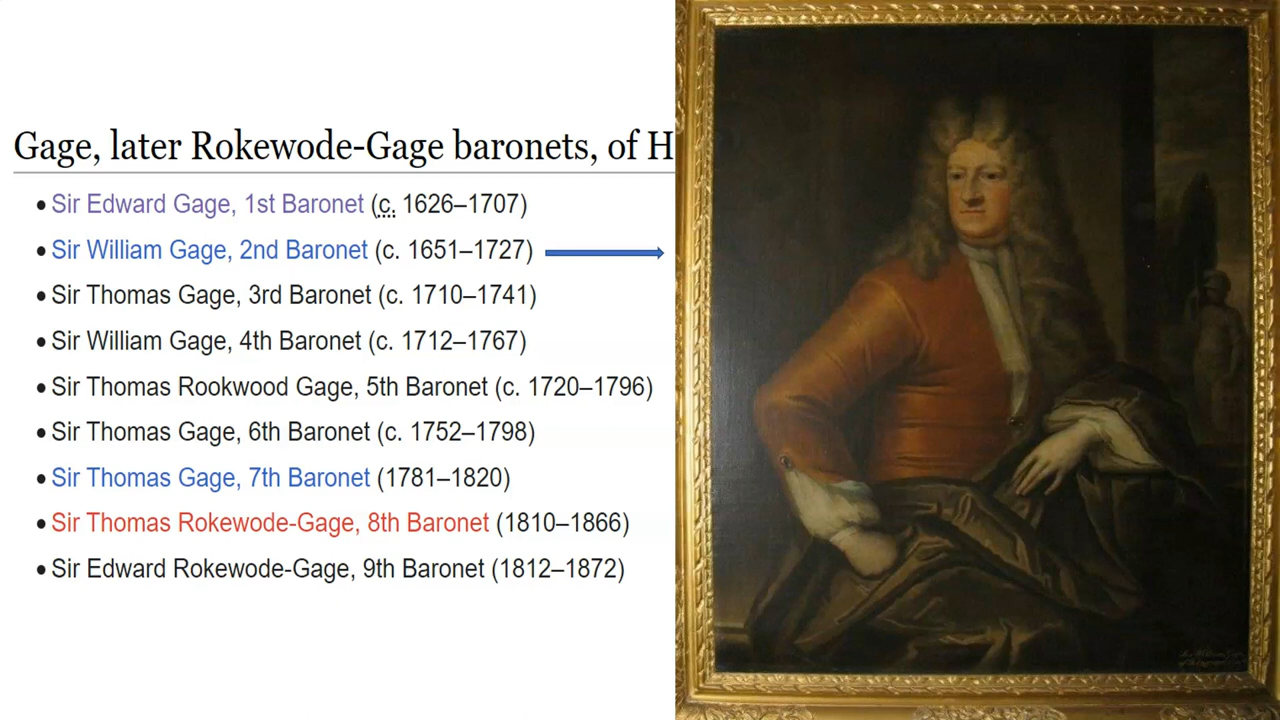 Gage, later Rokewode-Gage baronets, of H
• Sir Edward Gage, 1st Baronet (c. 1626–1707)
• Sir William Gage, 2nd Baronet (c. 1651–1727)
• Sir Thomas Gage, 3rd Baronet (c. 1710–1741)
• Sir William Gage, 4th Baronet (c. 1712–1767)
• Sir Thomas Rookwood Gage, 5th Baronet (c. 1720–1796)
• Sir Thomas Gage, 6th Baronet (c. 1752–1798)
• Sir Thomas Gage, 7th Baronet (1781–1820)
• Sir Thomas Rokewode-Gage, 8th Baronet (1810–1866)
• Sir Edward Rokewode-Gage, 9th Baronet (1812–1872)